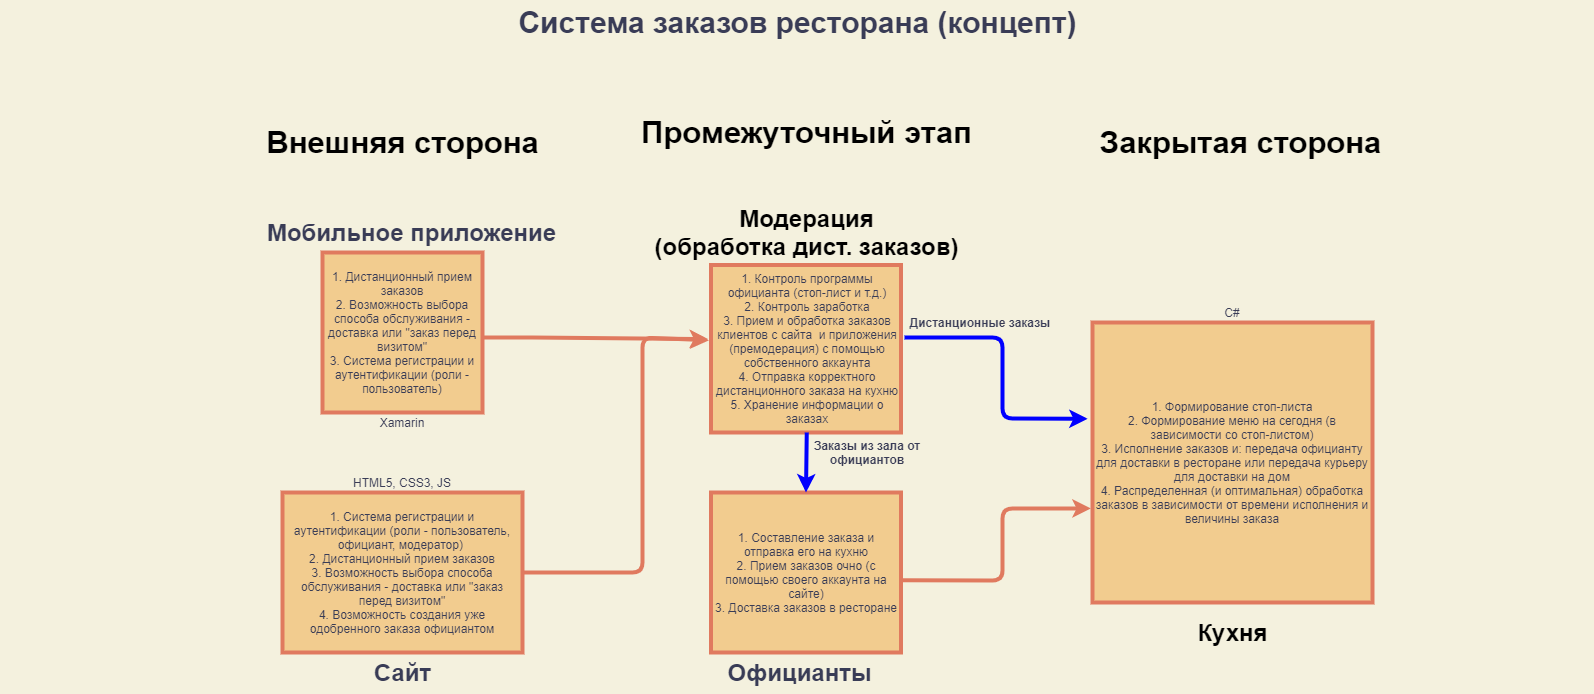 Система заказов ресторана (концепт)
Внешняя сторона
Промежуточный этап
Закрытая сторона
Мобильное приложение
1. Дистанционный прием
заказов
2. Возможность выбора
способа обслуживания -
доставка или "заказ перед
визитом"
3. Система регистрации и
аутентификации (роли -
пользователь)
Xamarin
HTML5, CSS3, JS
1. Система регистрации и
аутентификации (роли - пользователь,
официант, модератор)
2. Дистанционный прием заказов
3. Возможность выбора способа
обслуживания - доставка или "заказ
перед визитом"
4. Возможность создания уже
одобренного заказа официантом
Сайт
Модерация
(обработка дист. заказов)
1. Контроль программы
официанта (стоп-лист и т.д.)
2. Контроль заработка
3. Прием и обработка заказов
клиентов с сайта и приложения
(премодерация) с помощью
собственного аккаунта
4. Отправка корректного
дистанционного заказа на кухню
5. Хранение информации о
заказах
Дистанционные заказы
Заказы из зала от
официантов
1. Составление заказа и
отправка его на кухню
2. Прием заказов очно (с
помощью своего аккаунта на
сайте)
3. Доставка заказов в ресторане
Официанты
C#
1. Формирование стоп-листа
2. Формирование меню на сегодня (в
зависимости со стоп-листом)
3. Исполнение заказов и: передача официанту
для доставки в ресторане или передача курьеру
для доставки на дом
4. Распределенная (и оптимальная) обработка
заказов в зависимости от времени исполнения и
величины заказа
Кухня